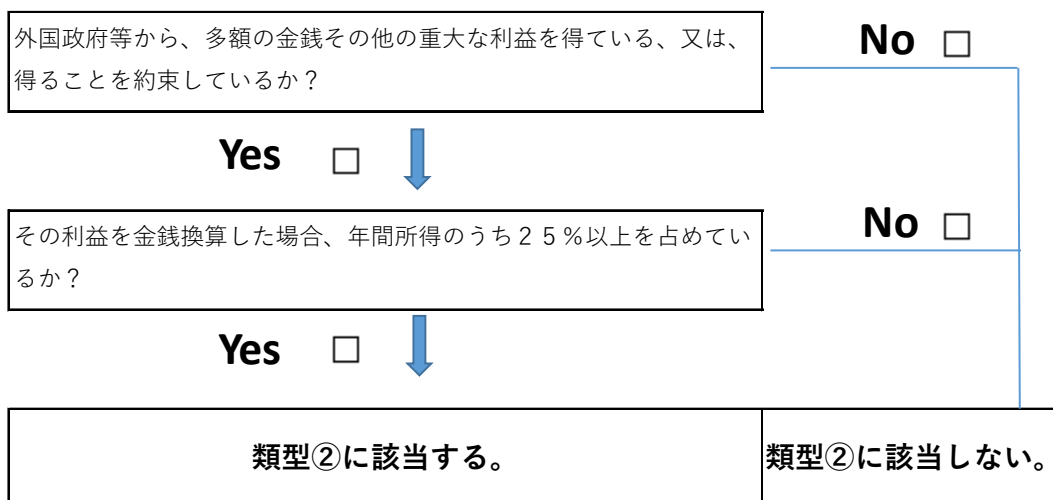 外国政府等から、多額の金銭その他の重大な利益を得ている、又は、
得ることを約束しているか？
No □
Yes □
その利益を金銭換算した場合、年間所得のうち２５％以上を占めてい
るか？
No □
Yes □
類型②に該当する。
類型②に該当しない。